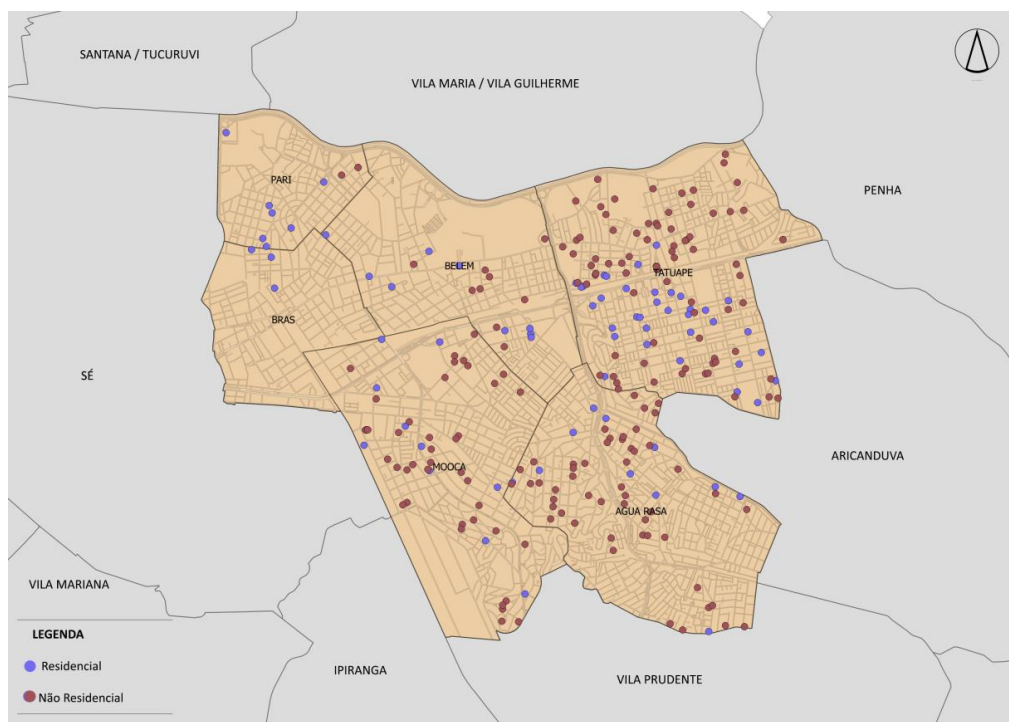 SANTANA / TUCURUVI
VILA MARIA / VILA GUILHERME
PENHA
PARI
BELEM
TATUAPE
BRAS
SÉ
ARICANDUVA
MOOCA
AGUA RASA
VILA MARIANA
LEGENDA
Residencial
Não Residencial
IPIRANGA
VILA PRUDENTE